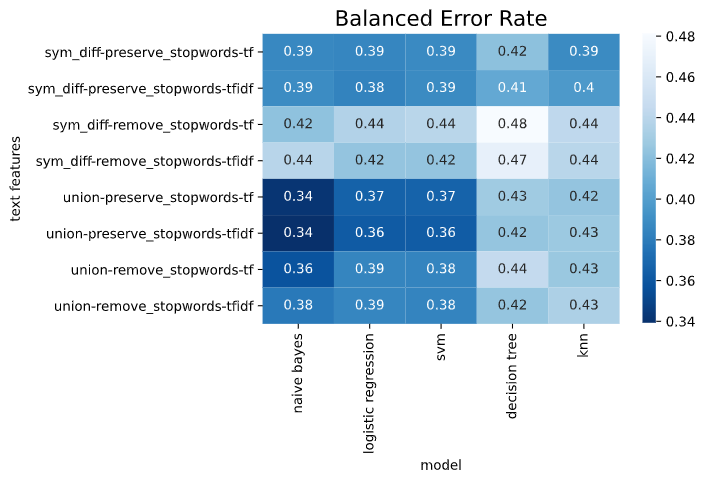 Balanced Error Rate
text features
sym_diff-preserve_stopwords-tf 0.39 0.39 0.39 0.42 0.39
sym_diff-preserve_stopwords-tfidf 0.39 0.38 0.39 0.41 0.4
sym_diff-remove_stopwords-tf 0.42 0.44 0.44 0.48 0.44
sym_diff-remove_stopwords-tfidf 0.44 0.42 0.42 0.47 0.44
union-preserve_stopwords-tf 0.34 0.37 0.37 0.43 0.42
union-preserve_stopwords-tfidf 0.34 0.36 0.36 0.42 0.43
union-remove_stopwords-tf 0.36 0.39 0.38 0.44 0.43
union-remove_stopwords-tfidf 0.38 0.39 0.38 0.42 0.43
naive bayes
logistic regression
svm
decision tree
knn
model
0.48
0.46
0.44
0.42
0.40
0.38
0.36
0.34